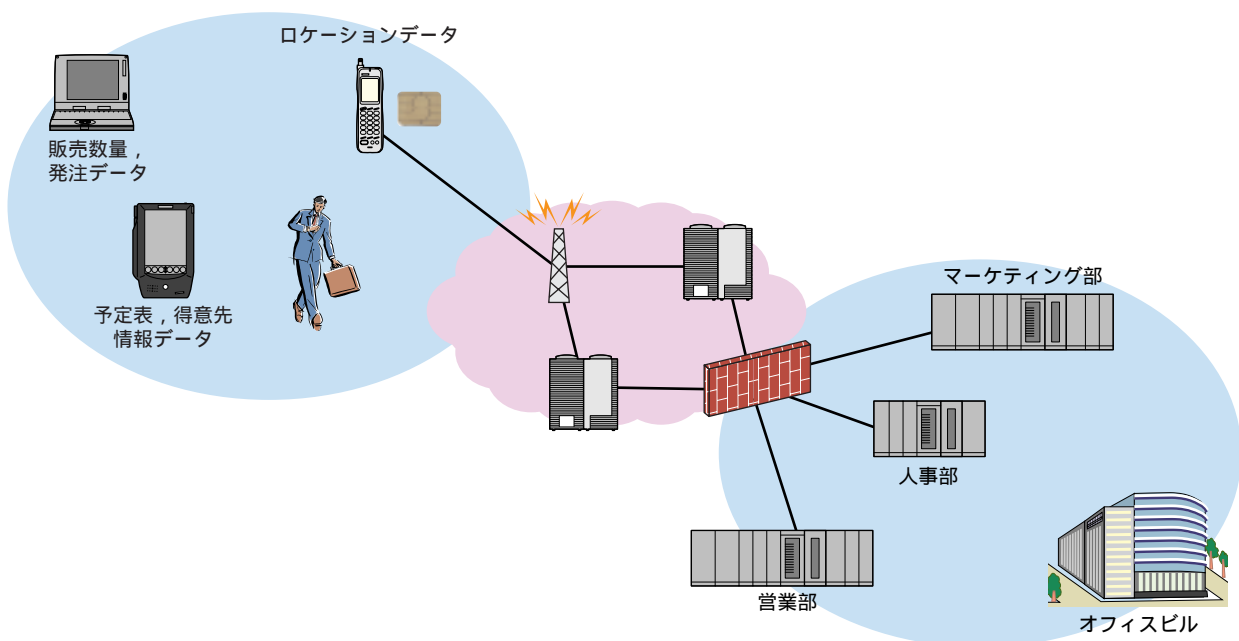 ロケーションデータ
販売数量，
発注データ
予定表，得意先
情報データ
マーケティング部
人事部
営業部
オフィスビル